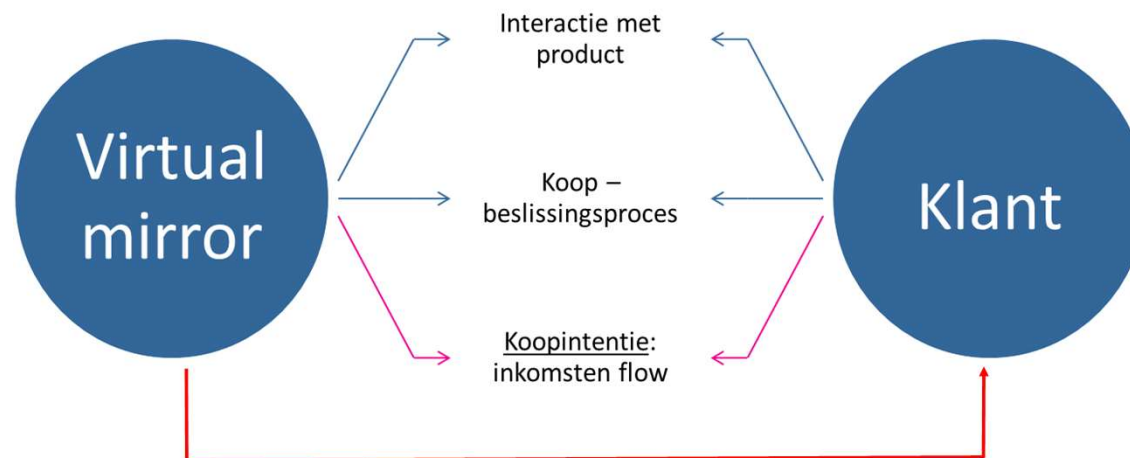 Virtual
mirror
Interactie met
product
Koop –
beslissingsproces
Koopintentie:
inkomsten flow
Klant